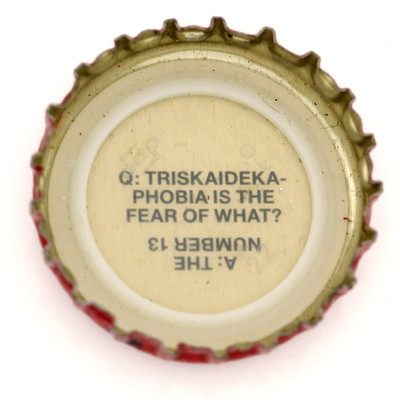 Q: TRISKAIDEKA-
PHOBIA IS THE
FEAR OF WHAT?
A: THE
NUMBER 13